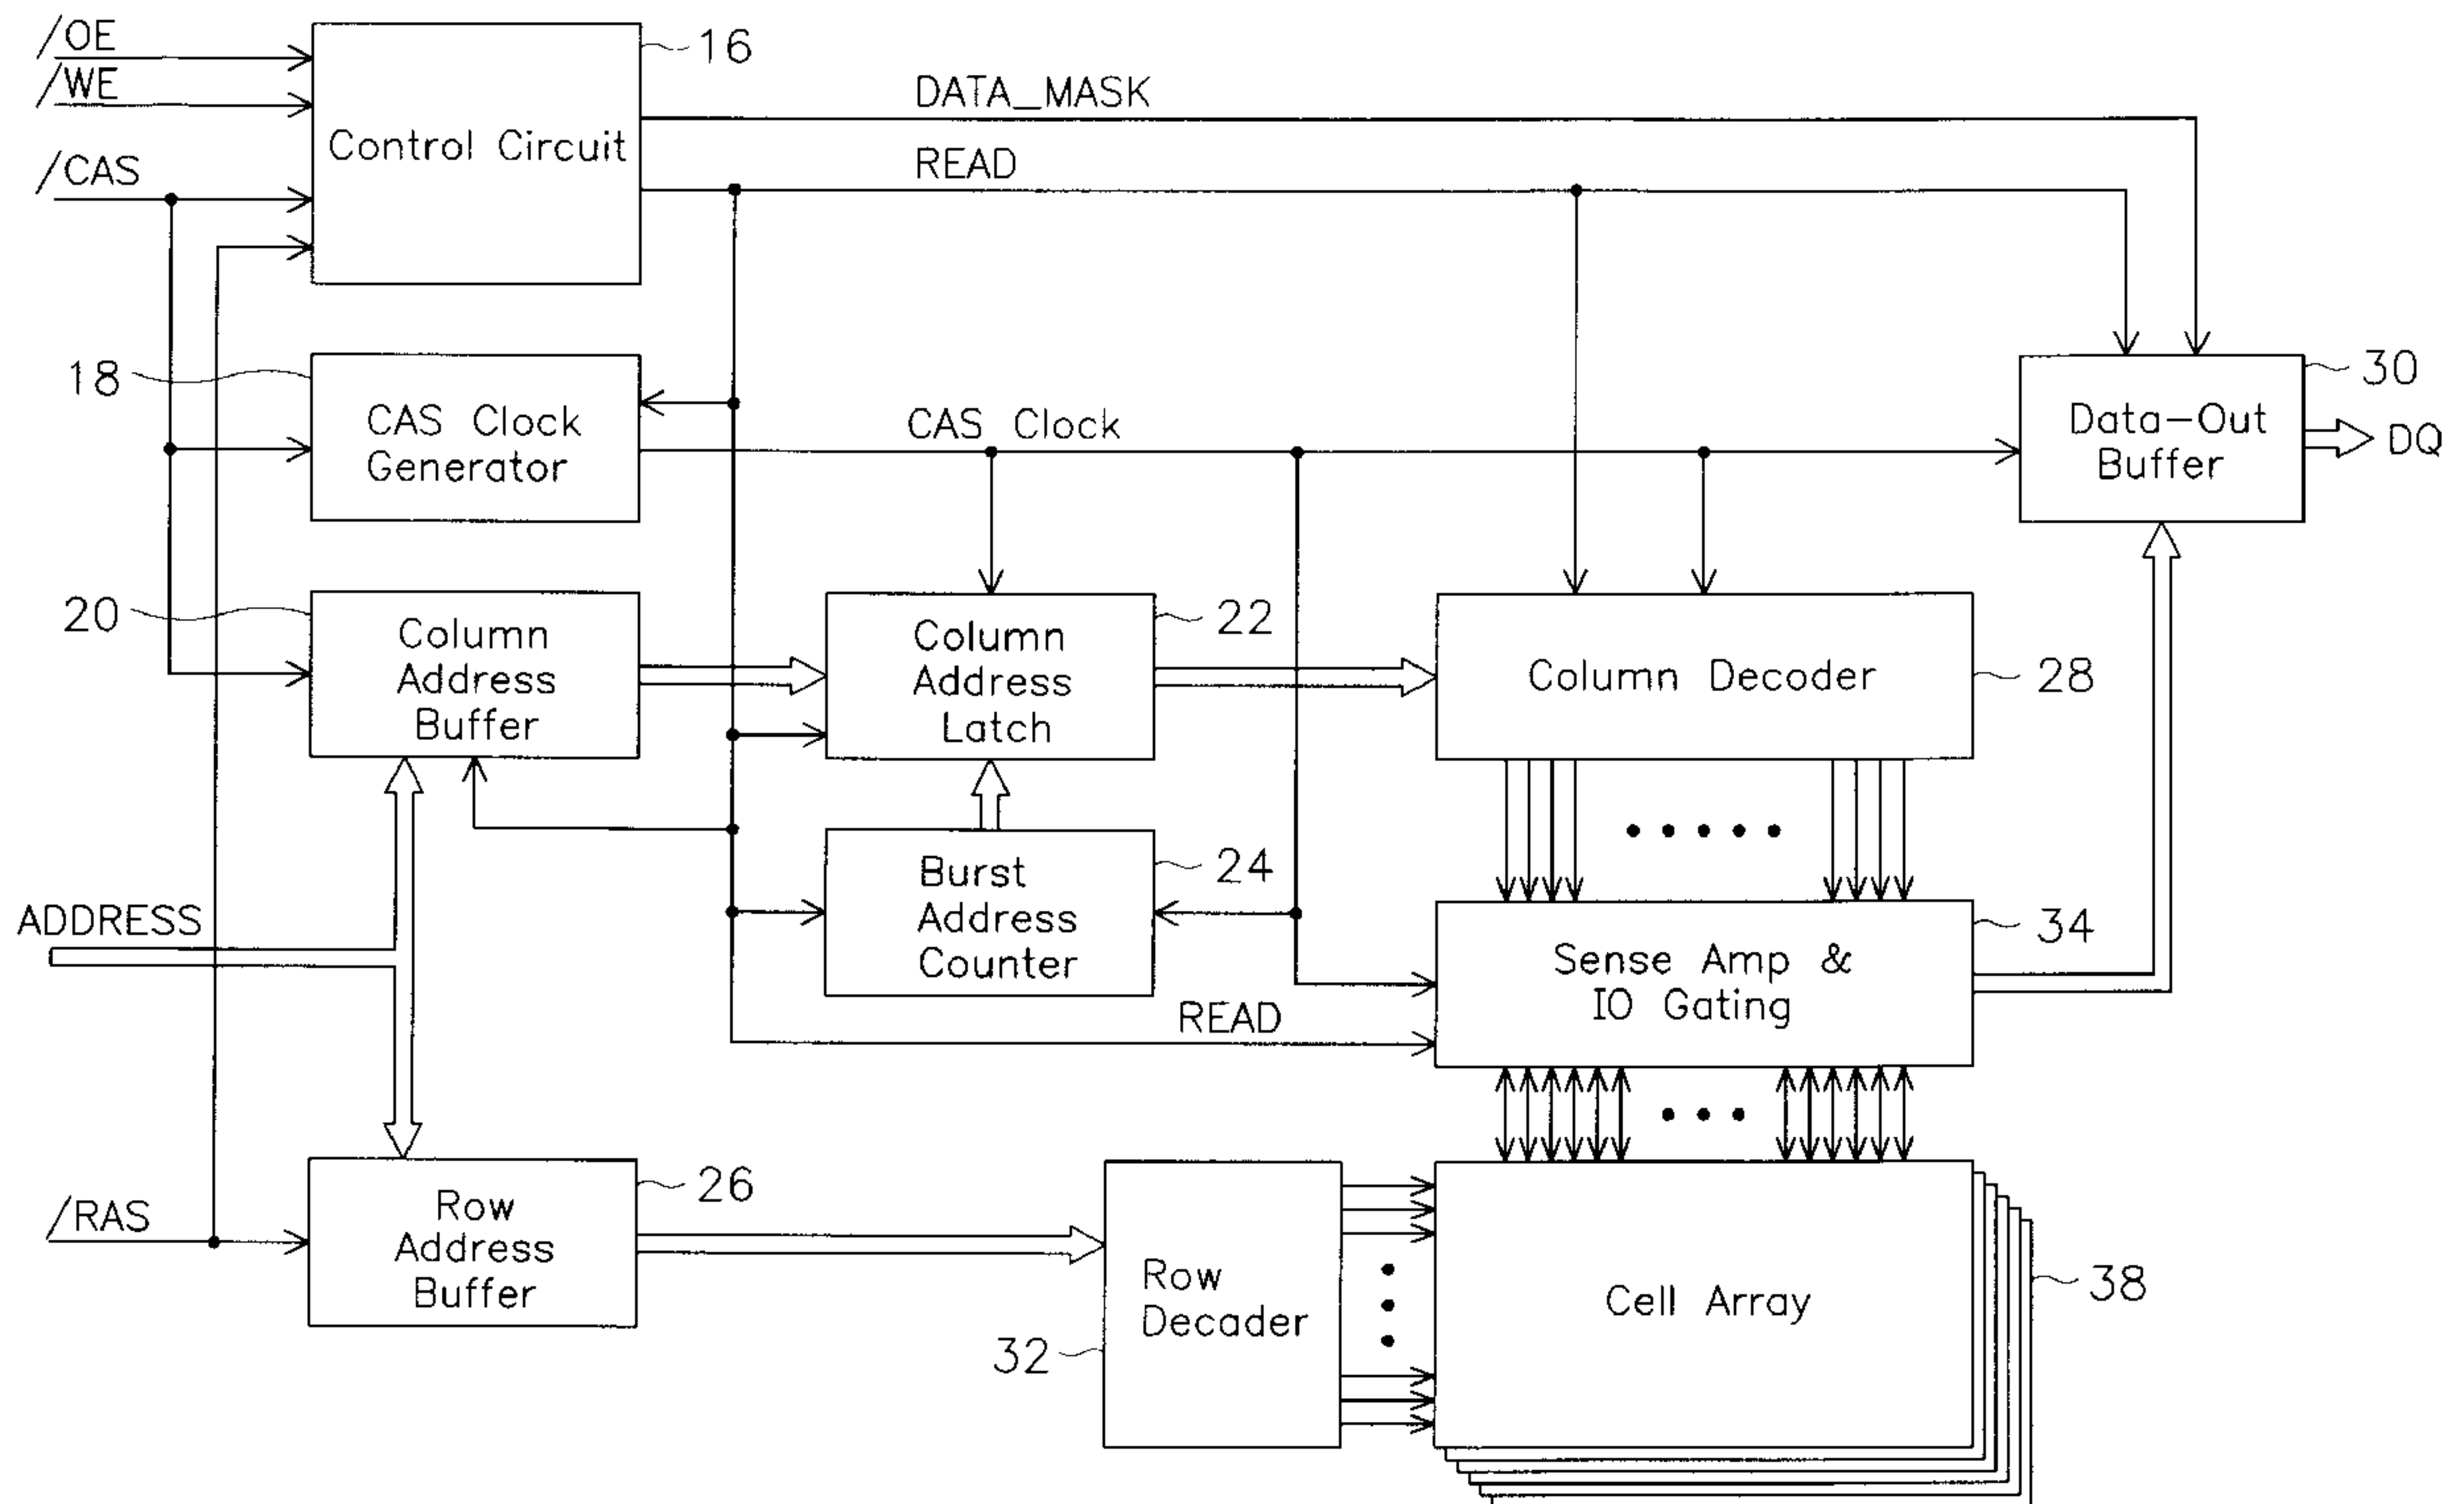 /OE
/WE
/CAS
Control Circuit
16
DATA_MASK
READ
18
CAS Clock
Generator
CAS Clock
30
Data-Out
Buffer
DQ
20
Column
Address
Buffer
Column
Address
Latch
22
Column Decoder
28
Burst
Address
Counter
24
ADDRESS
READ
Sense Amp &
IO Gating
34
/RAS
Row
Address
Buffer
26
Row
Decader
32
Cell Array
38